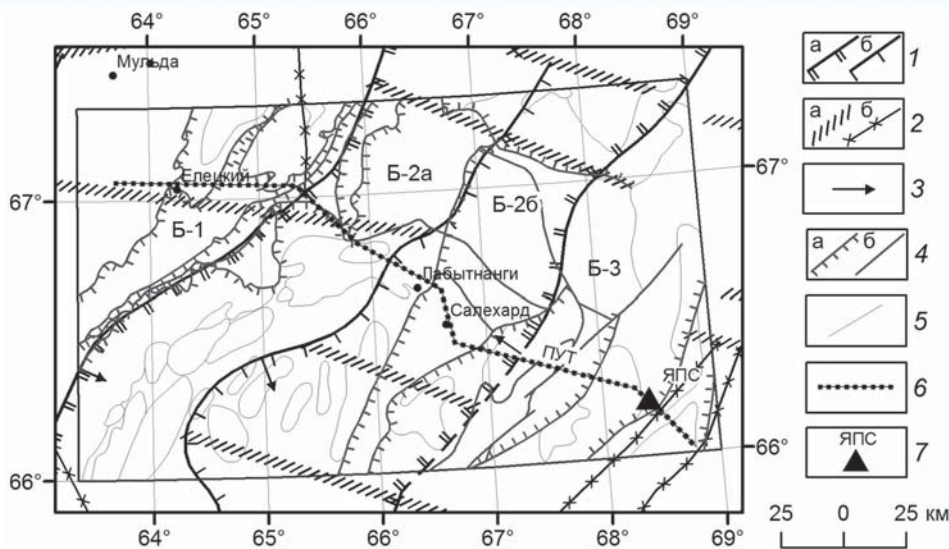 64° 65° 66° 67° 68° 69°
Мульда
а б 1
а б 2
67°
Елецкий
Б-2а
3
67°
Б-1
Б-2б
а б 4
Б-3
Лабытнанги
5
Салехард
ПУТ
6
ЯПС
ЯПС 7
66°
66°
25 0 25 км
64° 65° 66° 67° 68° 69°